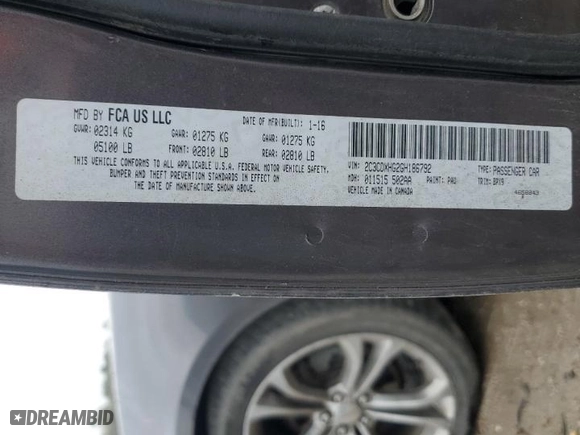 MFD BY FCA US LLC
DATE OF MFR(BUILT): 1-16
GVWR: 02314 KG
GAWR: 01275 KG
GAWR: 01275 KG
05100 LB
FRONT: 02810 LB
REAR: 02810 LB
THIS VEHICLE CONFORMS TO ALL APPLICABLE U.S.A. FEDERAL MOTOR VEHICLE SAFETY,
BUMPER AND THEFT PREVENTION STANDARDS IN EFFECT ON
THE DATE OF MANUFACTURE SHOWN ABOVE.
VIN: 2C3CDXHG2GH186792
TYPE: PASSENGER CAR
MDH: 011515 502AA
PAINT: PAU
TRIM: BPX9
VEHICLE MADE IN CANADA
DREAMBID